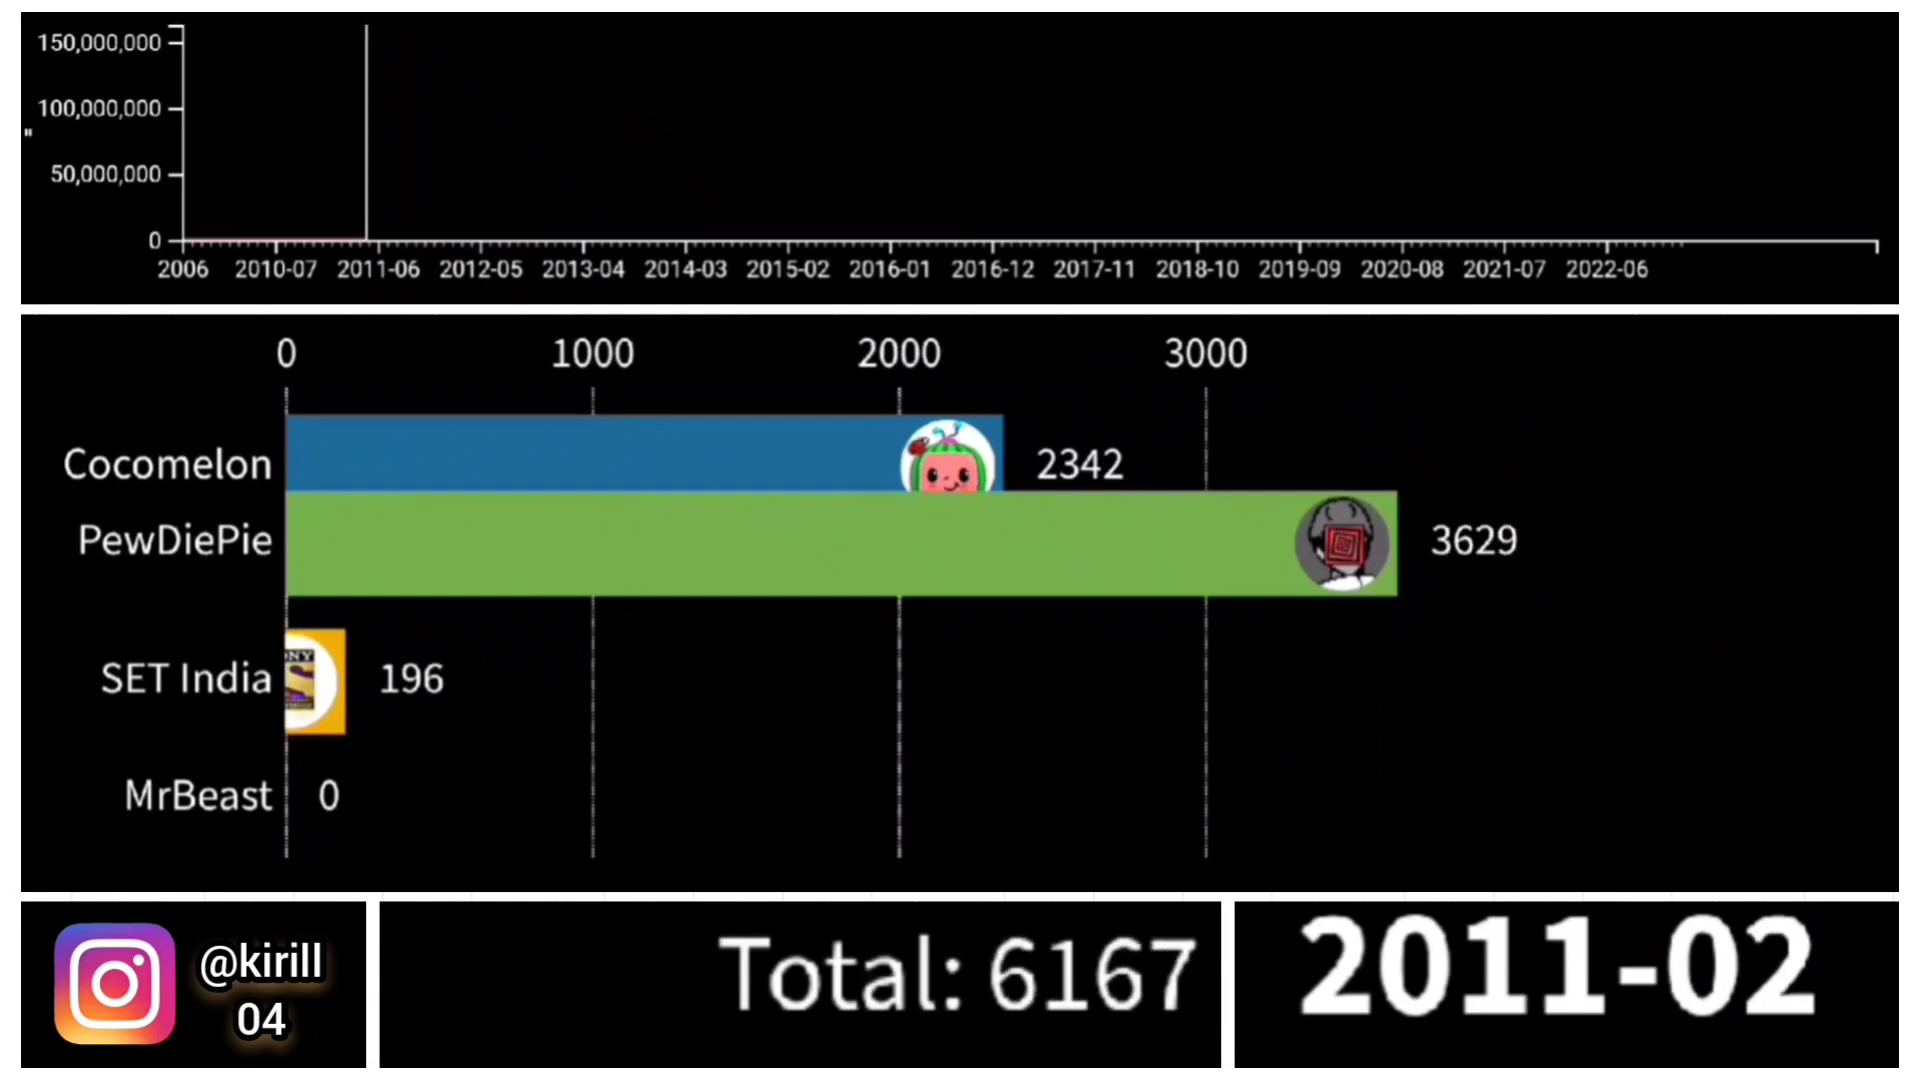 150,000,000
100,000,000
"
50,000,000
0
2006 2010-07 2011-06 2012-05 2013-04 2014-03 2015-02 2016-01 2016-12 2017-11 2018-10 2019-09 2020-08 2021-07 2022-06
0 1000 2000 3000
Cocomelon 2342
PewDiePie 3629
SET India 196
MrBeast 0
@kirill
04
Total: 6167
2011-02